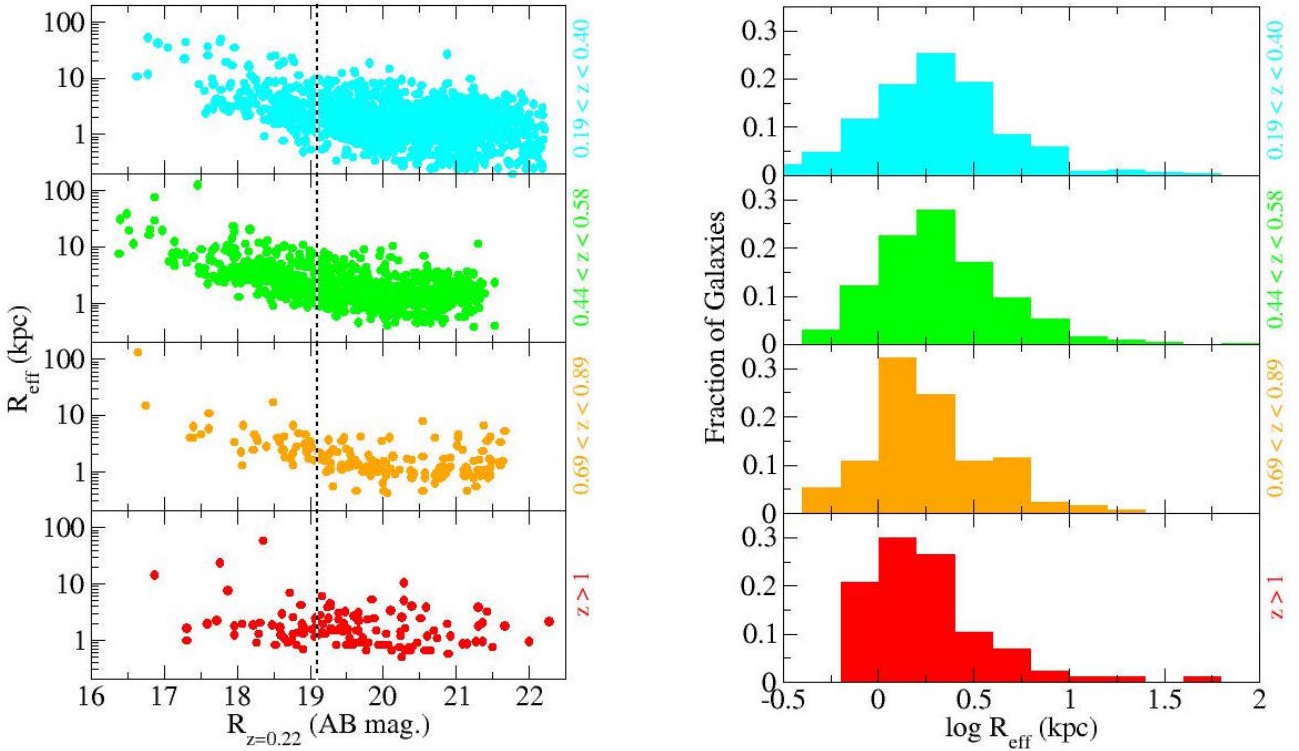 100
10
1
0.19 < z < 0.40
100
10
1
0.44 < z < 0.58
100
10
1
0.69 < z < 0.89
100
10
1
z > 1
R_eff (kpc)
16 17 18 19 20 21 22
R_z=0.22 (AB mag.)
0.3
0.2
0.1
0
0.19 < z < 0.40
0.3
0.2
0.1
0
0.44 < z < 0.58
0.3
0.2
0.1
0
0.69 < z < 0.89
0.3
0.2
0.1
0
z > 1
Fraction of Galaxies
-0.5 0 0.5 1 1.5 2
log R_eff (kpc)